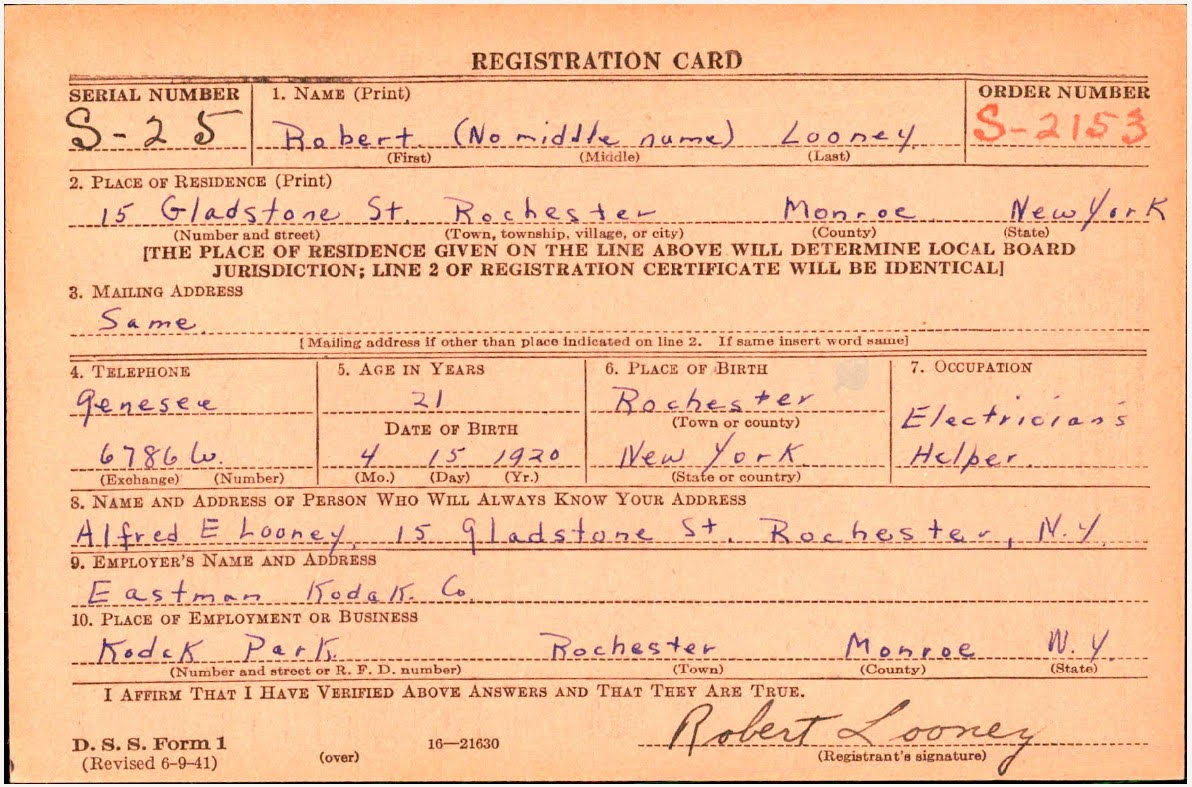 REGISTRATION CARD
SERIAL NUMBER 1. NAME (Print) ORDER NUMBER
S-25 Robert (No middle name) Looney S-2153
(First) (Middle) (Last)
2. PLACE OF RESIDENCE (Print)
15 Gladstone St. Rochester Monroe New York
(Number and street) (Town, township, village, or city) (County) (State)
[THE PLACE OF RESIDENCE GIVEN ON THE LINE ABOVE WILL DETERMINE LOCAL BOARD
JURISDICTION; LINE 2 OF REGISTRATION CERTIFICATE WILL BE IDENTICAL]
3. MAILING ADDRESS
Same.
[Mailing address if other than place indicated on line 2. If same insert word same]
4. TELEPHONE 5. AGE IN YEARS 6. PLACE OF BIRTH 7. OCCUPATION
Genesee 21 Rochester Electrician's
DATE OF BIRTH (Town or county)
6786W. 4 15 1920 New York Helper.
(Exchange) (Number) (Mo.) (Day) (Yr.) (State or country)
8. NAME AND ADDRESS OF PERSON WHO WILL ALWAYS KNOW YOUR ADDRESS
Alfred E Looney, 15 Gladstone St. Rochester, N.Y.
9. EMPLOYER'S NAME AND ADDRESS
Eastman Kodak. Co.
10. PLACE OF EMPLOYMENT OR BUSINESS
Kodak Park. Rochester Monroe N.Y.
(Number and street or R. F. D. number) (Town) (County) (State)
I AFFIRM THAT I HAVE VERIFIED ABOVE ANSWERS AND THAT THEY ARE TRUE.
Robert Looney
D. S. S. Form 1 16—21630
(Revised 6-9-41) (over) (Registrant's signature)